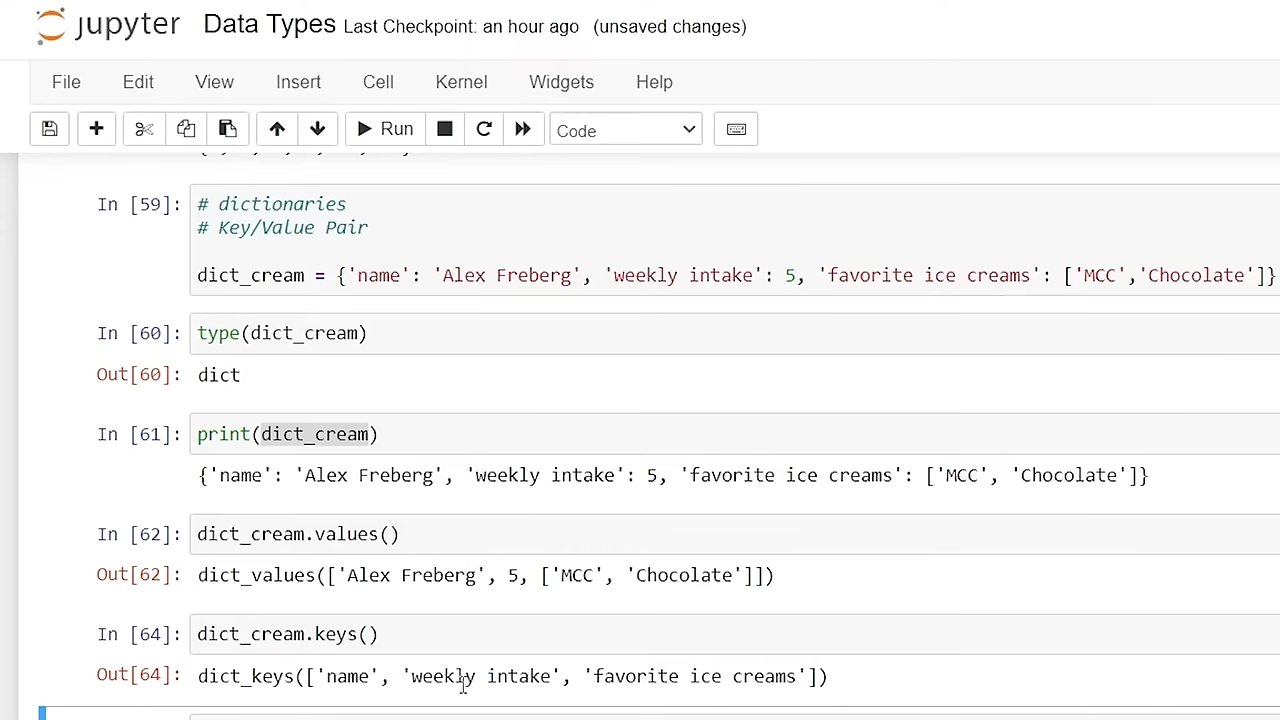 jupyter Data Types Last Checkpoint: an hour ago (unsaved changes)
File Edit View Insert Cell Kernel Widgets Help
Run Code
In [59]: # dictionaries
# Key/Value Pair
dict_cream = {'name': 'Alex Freberg', 'weekly intake': 5, 'favorite ice creams': ['MCC','Chocolate']}
In [60]: type(dict_cream)
Out[60]: dict
In [61]: print(dict_cream)
{'name': 'Alex Freberg', 'weekly intake': 5, 'favorite ice creams': ['MCC', 'Chocolate']}
In [62]: dict_cream.values()
Out[62]: dict_values(['Alex Freberg', 5, ['MCC', 'Chocolate']])
In [64]: dict_cream.keys()
Out[64]: dict_keys(['name', 'weekly intake', 'favorite ice creams'])